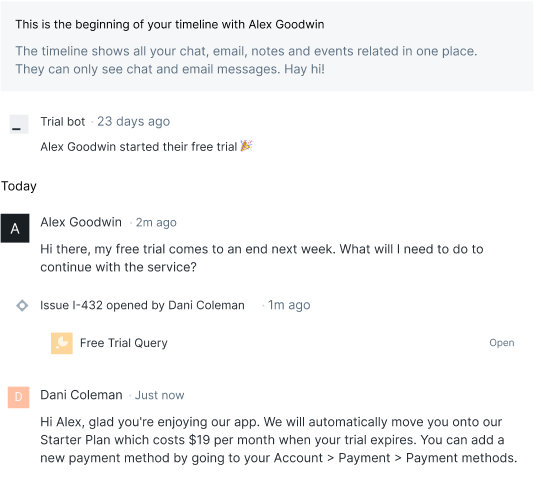 This is the beginning of your timeline with Alex Goodwin
The timeline shows all your chat, email, notes and events related in one place.
They can only see chat and email messages. Hay hi!
Trial bot · 23 days ago
Alex Goodwin started their free trial 🎉
Today
A
Alex Goodwin · 2m ago
Hi there, my free trial comes to an end next week. What will I need to do to
continue with the service?
Issue I-432 opened by Dani Coleman · 1m ago
Free Trial Query Open
D
Dani Coleman · Just now
Hi Alex, glad you're enjoying our app. We will automatically move you onto our
Starter Plan which costs $19 per month when your trial expires. You can add a
new payment method by going to your Account > Payment > Payment methods.